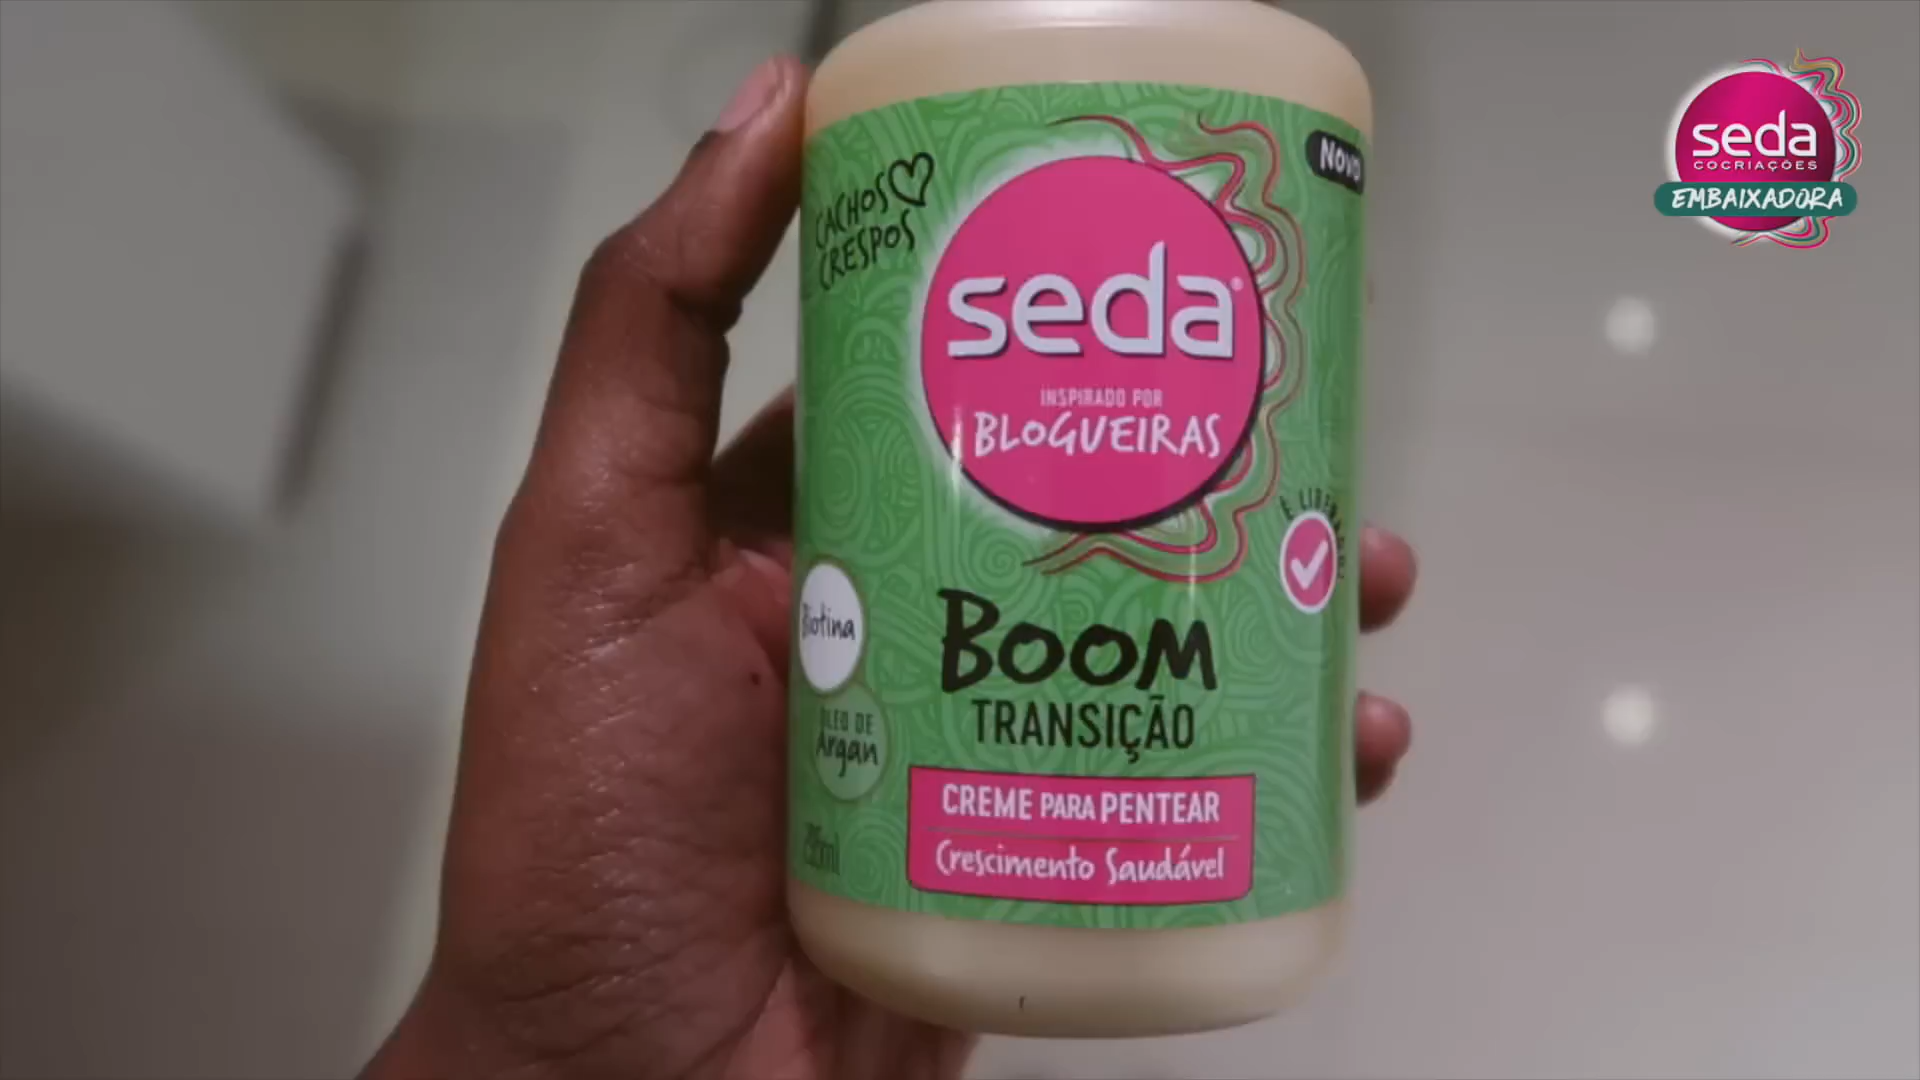 seda
COCRIAÇÕES
EMBAIXADORA
NOVO
CACHOS
CRESPOS
seda
INSPIRADO POR
BLOGUEIRAS
Biotina
BOOM
ÓLEO DE
Argan
TRANSIÇÃO
CREME PARA PENTEAR
Crescimento Saudável